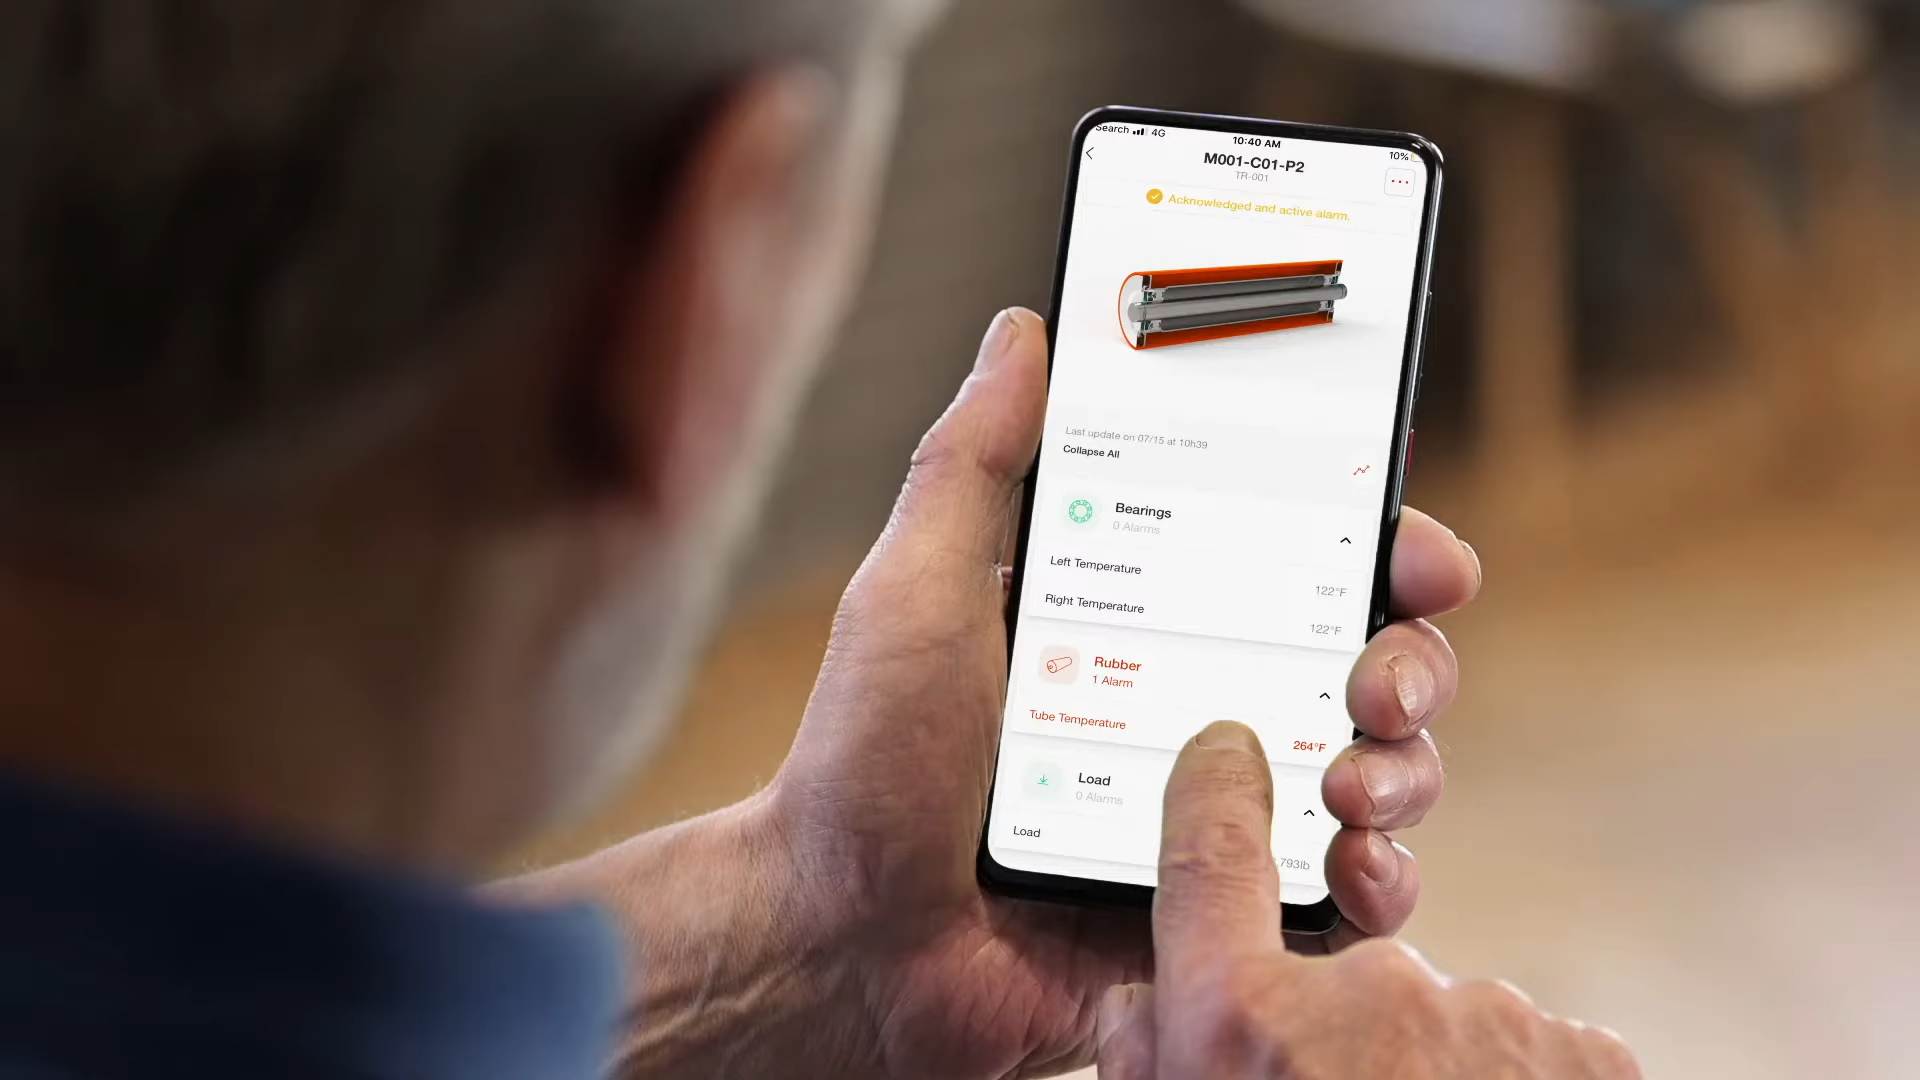 Search 4G
10:40 AM
10%
M001-C01-P2
TR-001
Acknowledged and active alarm.
Last update on 07/15 at 10h39
Collapse All
Bearings
0 Alarms
Left Temperature
122°F
Right Temperature
122°F
Rubber
1 Alarm
Tube Temperature
264°F
Load
0 Alarms
Load
793lb